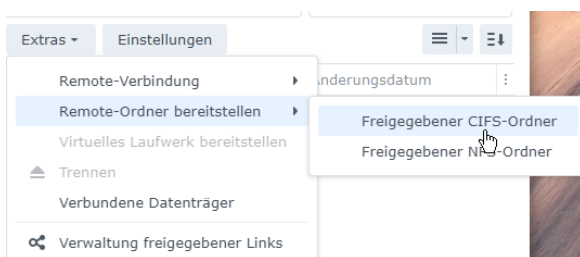 Extras Einstellungen
Änderungsdatum
Remote-Verbindung
Remote-Ordner bereitstellen
Freigegebener CIFS-Ordner
Virtuelles Laufwerk bereitstellen
Freigegebener NFS-Ordner
Trennen
Verbundene Datenträger
Verwaltung freigegebener Links